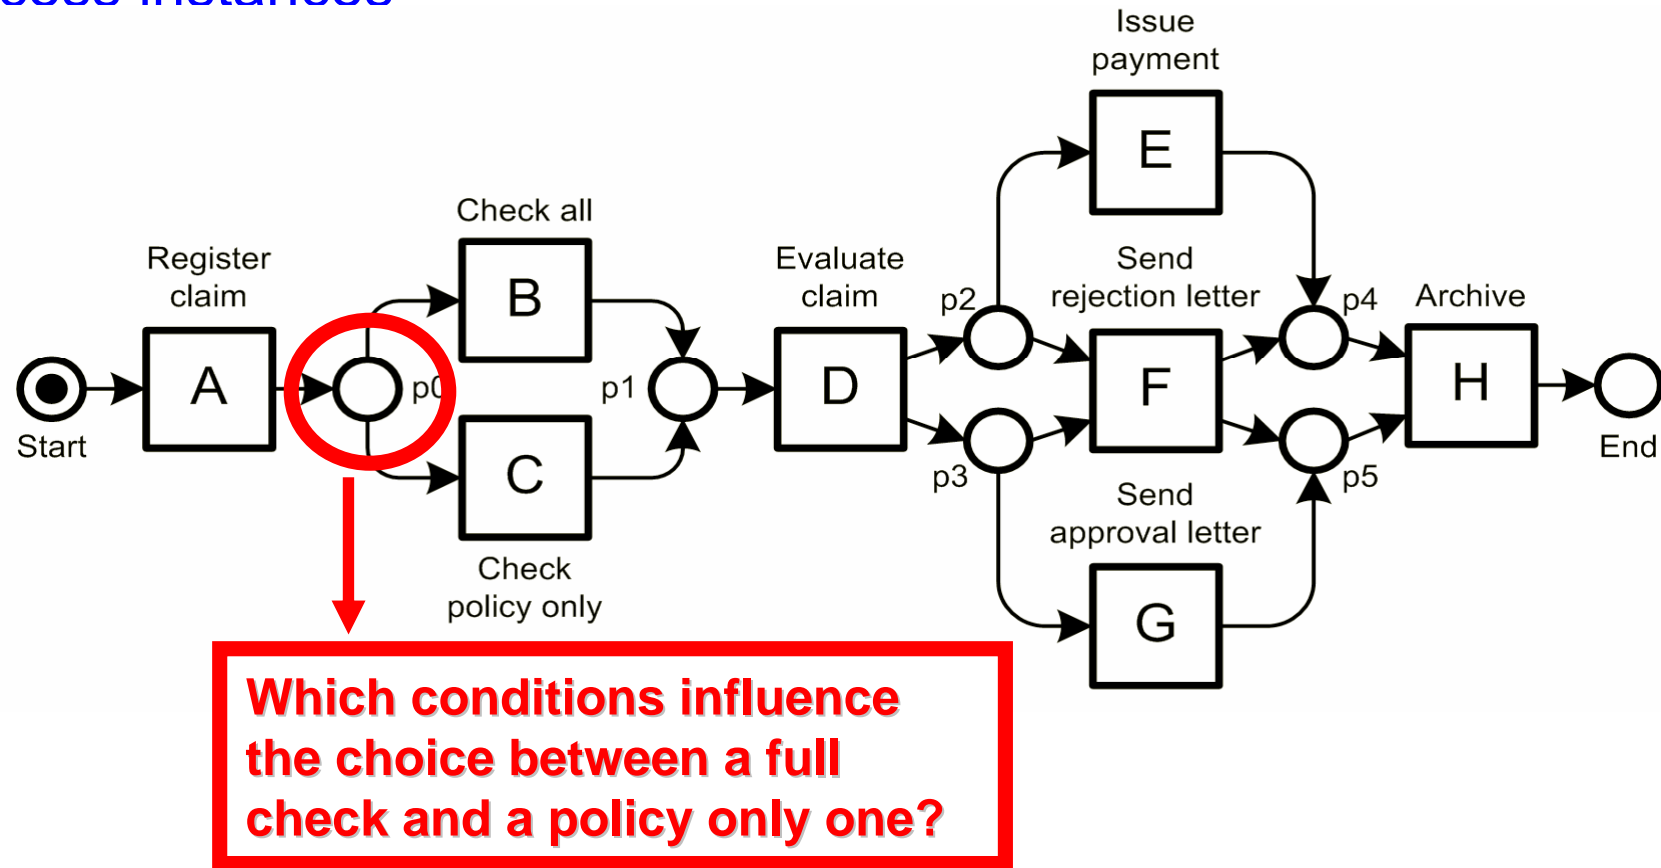 Issue
payment
E
Check all
B
Register
claim
A
Evaluate
claim
D
p2
Send
rejection letter
F
p4
Archive
H
p0
p1
Start
End
C
Check
policy only
p3
p5
Send
approval letter
G
Which conditions influence
the choice between a full
check and a policy only one?